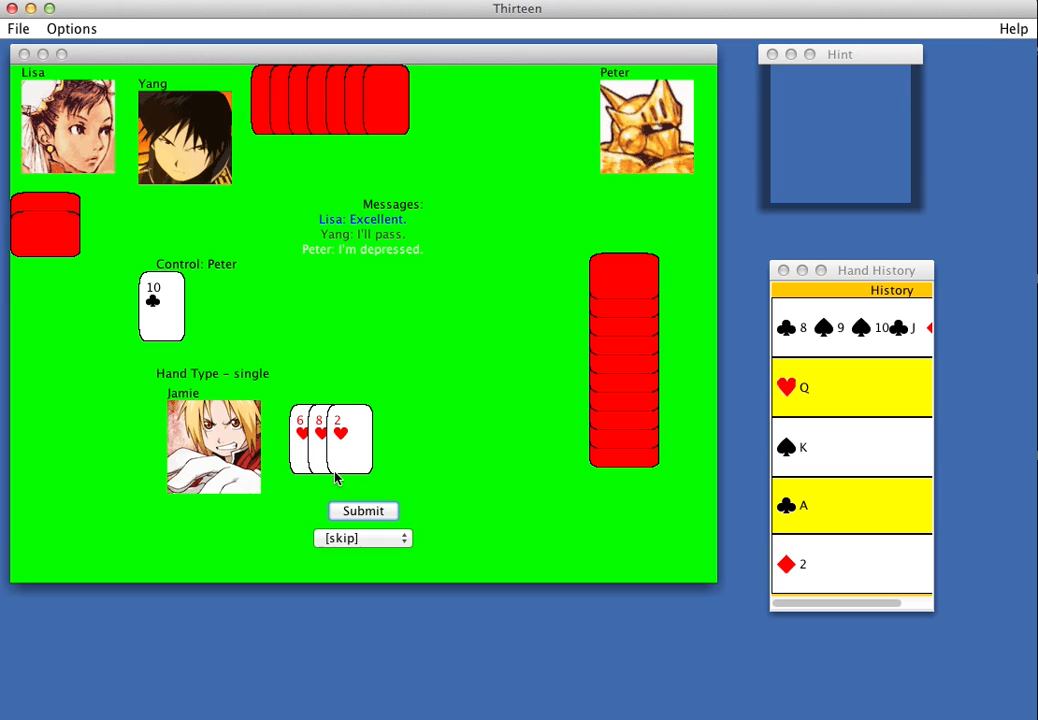 Thirteen
File Options Help
Hint
Lisa
Yang
Peter
Messages:
Lisa: Excellent.
Yang: I'll pass.
Peter: I'm depressed.
Control: Peter
10
Hand Type - single
Jamie
6 8 2
Submit
[skip]
Hand History
History
8 9 10 J
Q
K
A
2